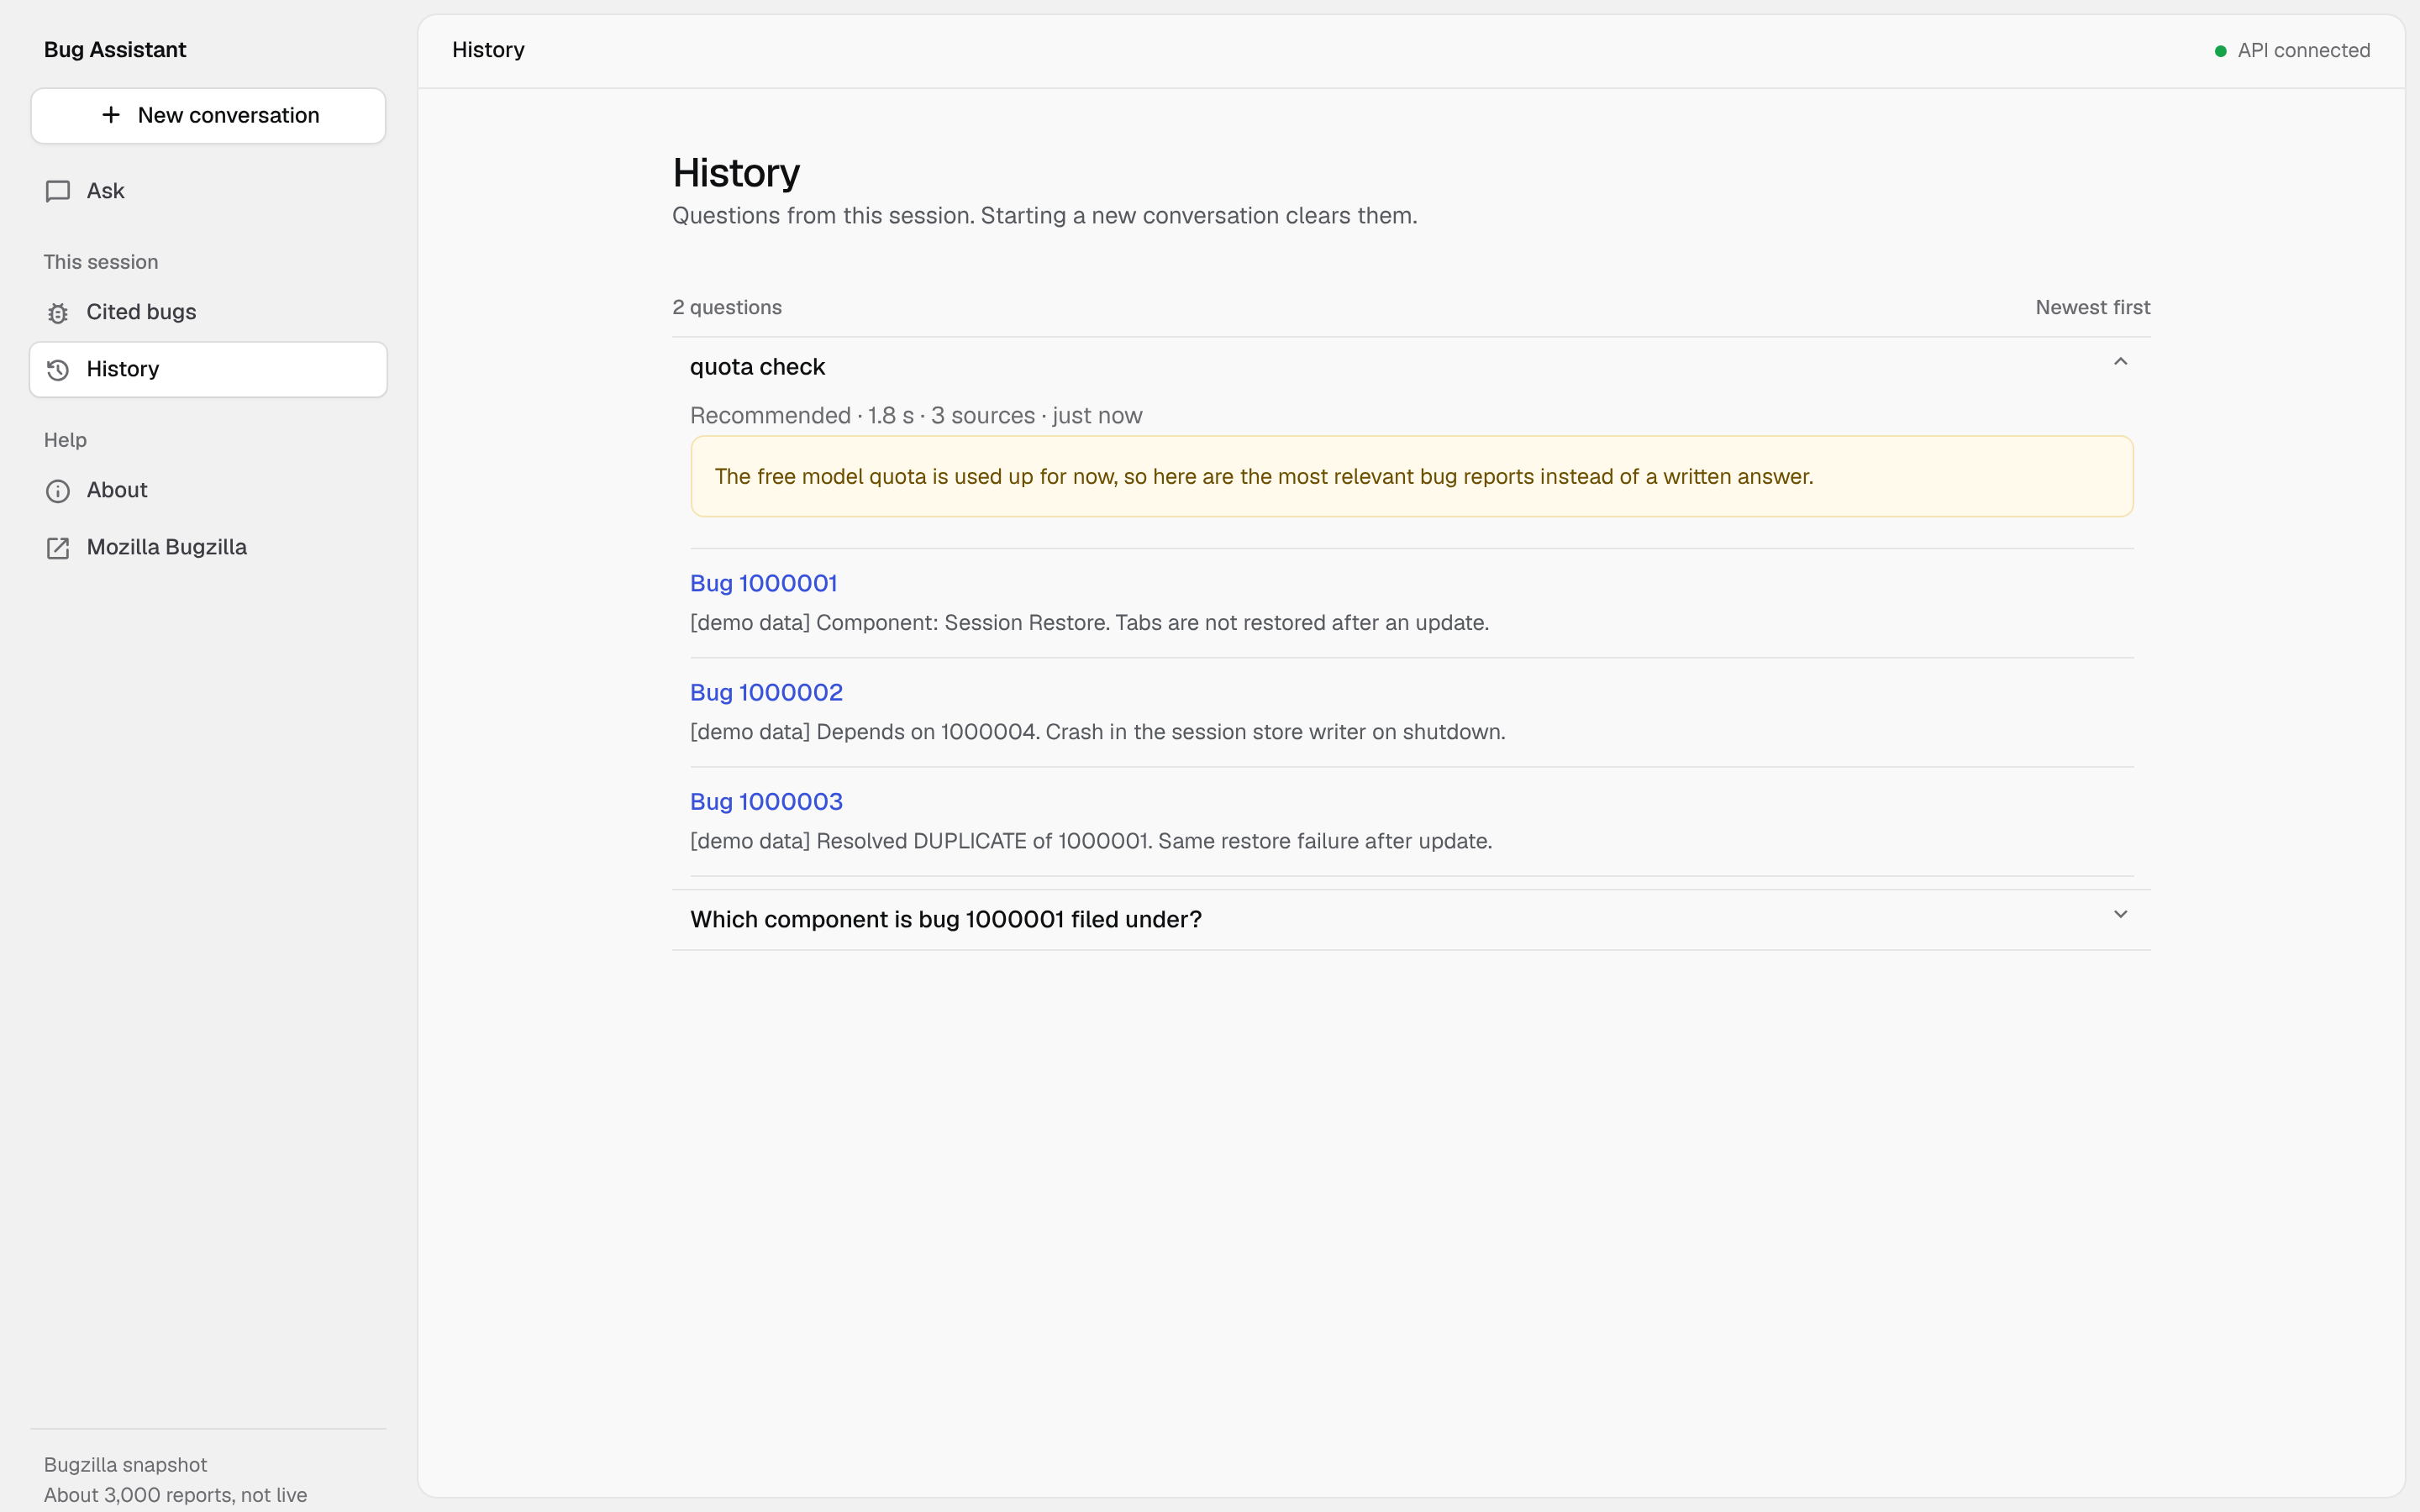 Bug Assistant
New conversation
Ask
This session
Cited bugs
History
Help
About
Mozilla Bugzilla
Bugzilla snapshot
About 3,000 reports, not live
History
API connected
History
Questions from this session. Starting a new conversation clears them.
2 questions
Newest first
quota check
Recommended · 1.8 s · 3 sources · just now
The free model quota is used up for now, so here are the most relevant bug reports instead of a written answer.
Bug 1000001
[demo data] Component: Session Restore. Tabs are not restored after an update.
Bug 1000002
[demo data] Depends on 1000004. Crash in the session store writer on shutdown.
Bug 1000003
[demo data] Resolved DUPLICATE of 1000001. Same restore failure after update.
Which component is bug 1000001 filed under?